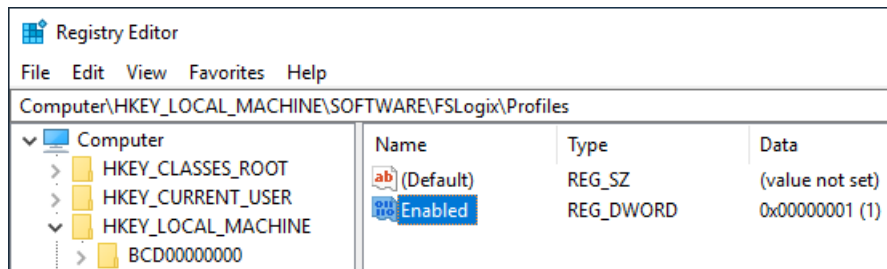 Registry Editor
File Edit View Favorites Help
Computer\HKEY_LOCAL_MACHINE\SOFTWARE\FSLogix\Profiles
Computer
HKEY_CLASSES_ROOT
HKEY_CURRENT_USER
HKEY_LOCAL_MACHINE
BCD00000000
Name Type Data
(Default) REG_SZ (value not set)
Enabled REG_DWORD 0x00000001 (1)